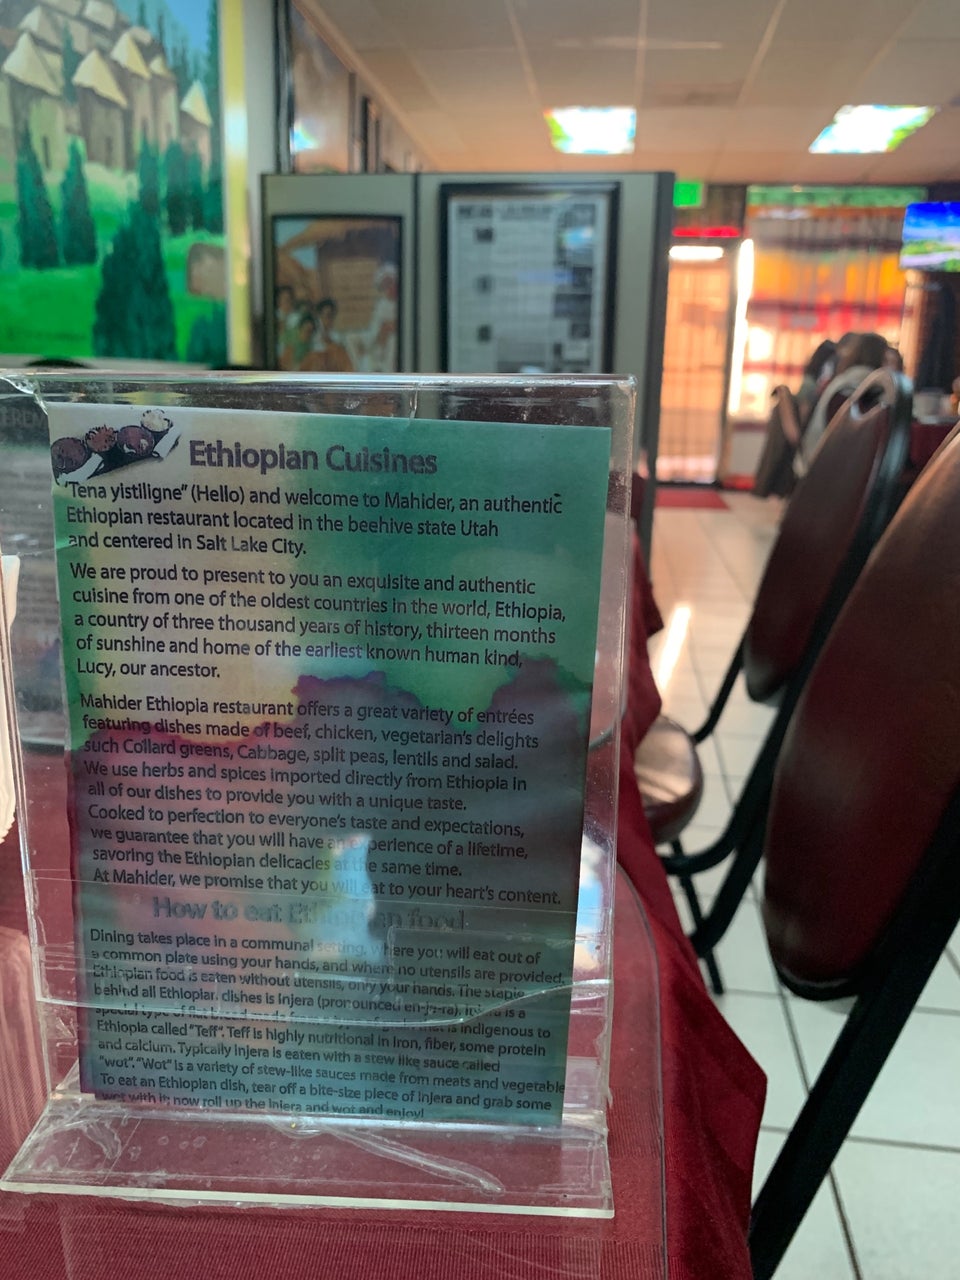 Ethiopian Cuisines
"Tena yistiligne" (Hello) and welcome to Mahider, an authentic
Ethiopian restaurant located in the beehive state Utah
and centered in Salt Lake City.
We are proud to present to you an exquisite and authentic
cuisine from one of the oldest countries in the world, Ethiopia,
a country of three thousand years of history, thirteen months
of sunshine and home of the earliest known human kind,
Lucy, our ancestor.
Mahider Ethiopia restaurant offers a great variety of entrées
featuring dishes made of beef, chicken, vegetarian's delights
such Collard greens, Cabbage, split peas, lentils and salad.
We use herbs and spices imported directly from Ethiopia in
all of our dishes to provide you with a unique taste.
Cooked to perfection to everyone's taste and expectations,
we guarantee that you will have an experience of a lifetime,
savoring the Ethiopian delicacies at the same time.
At Mahider, we promise that you will eat to your heart's content.
How to eat Ethiopian food
Dining takes place in a communal setting, where you will eat out of
a common plate using your hands, and where no utensils are provided.
Ethiopian food is eaten without utensils, only your hands. The staple
behind all Ethiopian dishes is Injera (pronounced en-je-ra). is a
special type of flat bread made is indigenous to
Ethiopia called "Teff". Teff is highly nutritional in Iron, fiber, some protein
and calcium. Typically injera is eaten with a stew like sauce called
"wot". "Wot" is a variety of stew-like sauces made from meats and vegetable
To eat an Ethiopian dish, tear off a bite-size piece of Injera and grab some
wot with it; now roll up the Injera and wot and enjoy!